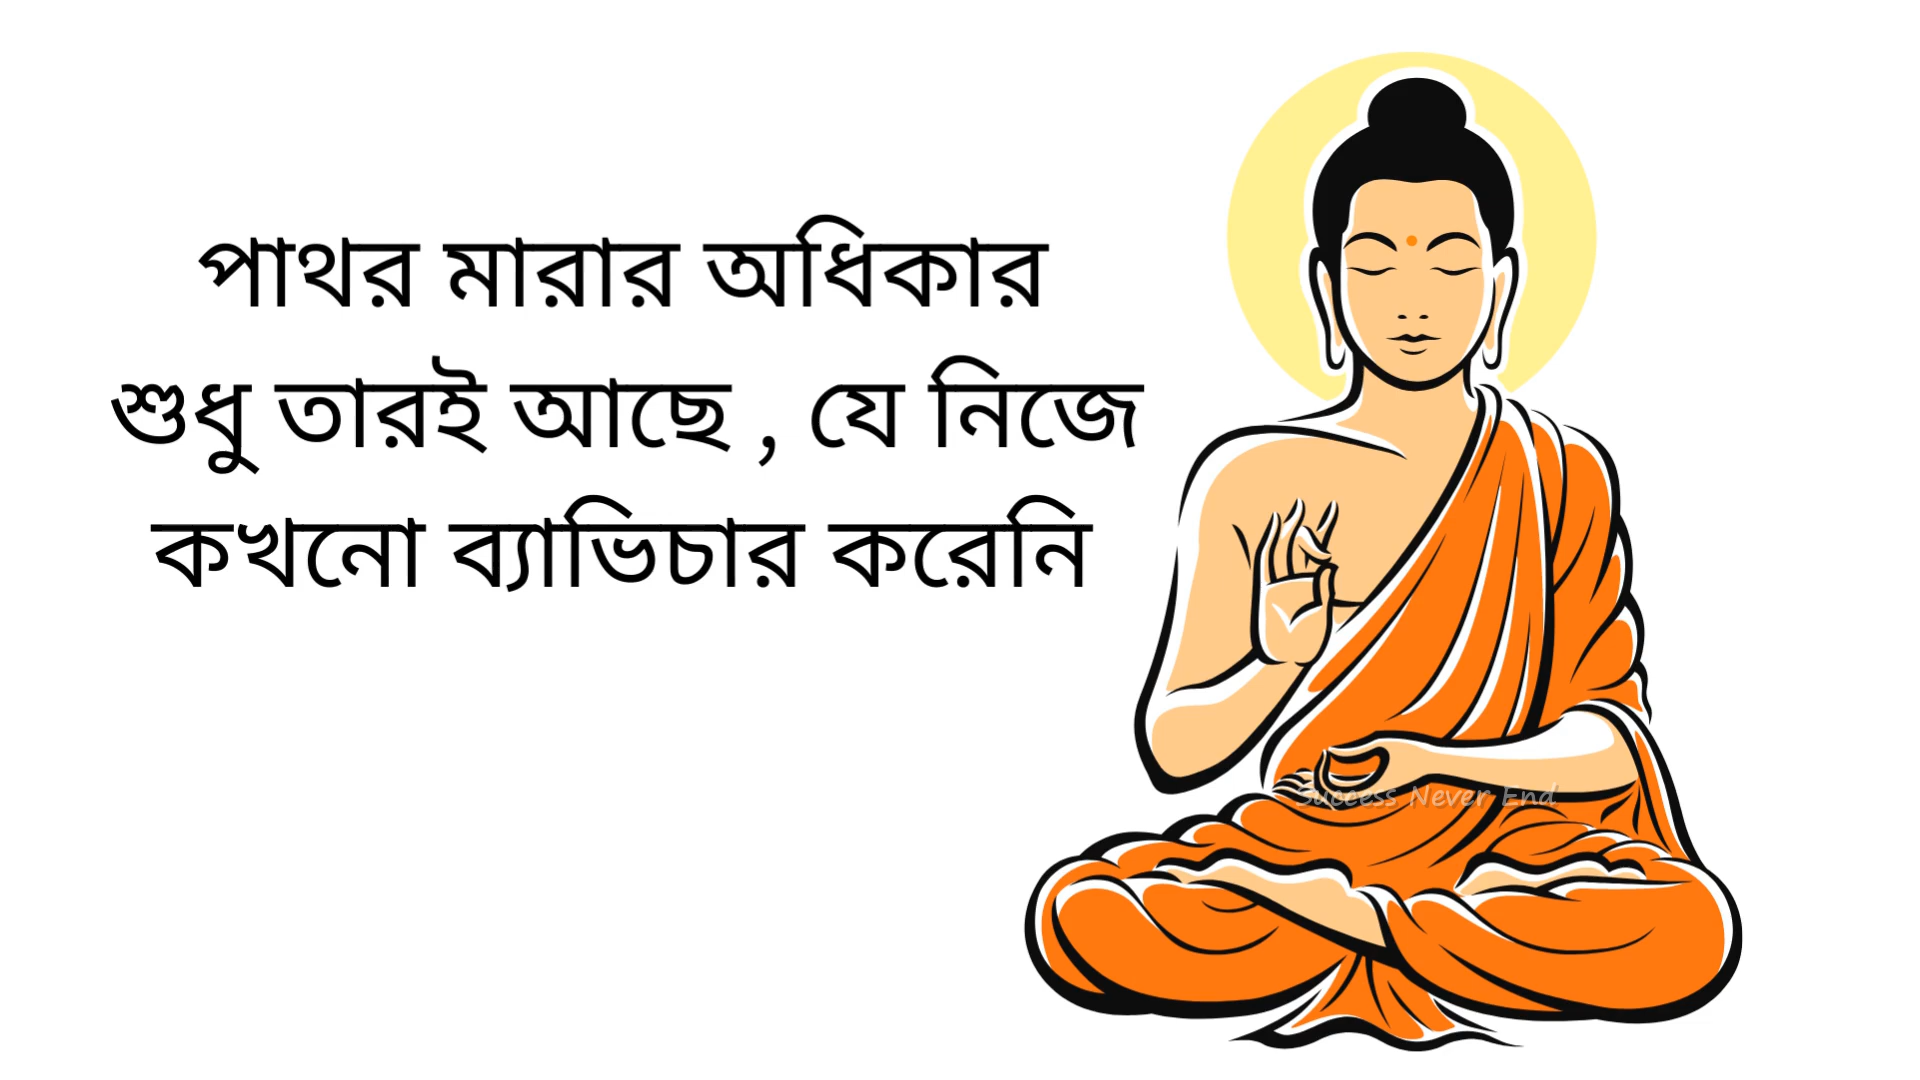 পাথর মারার অধিকার
শুধু তারই আছে , যে নিজে
কখনো ব্যাভিচার করেনি
Success Never End